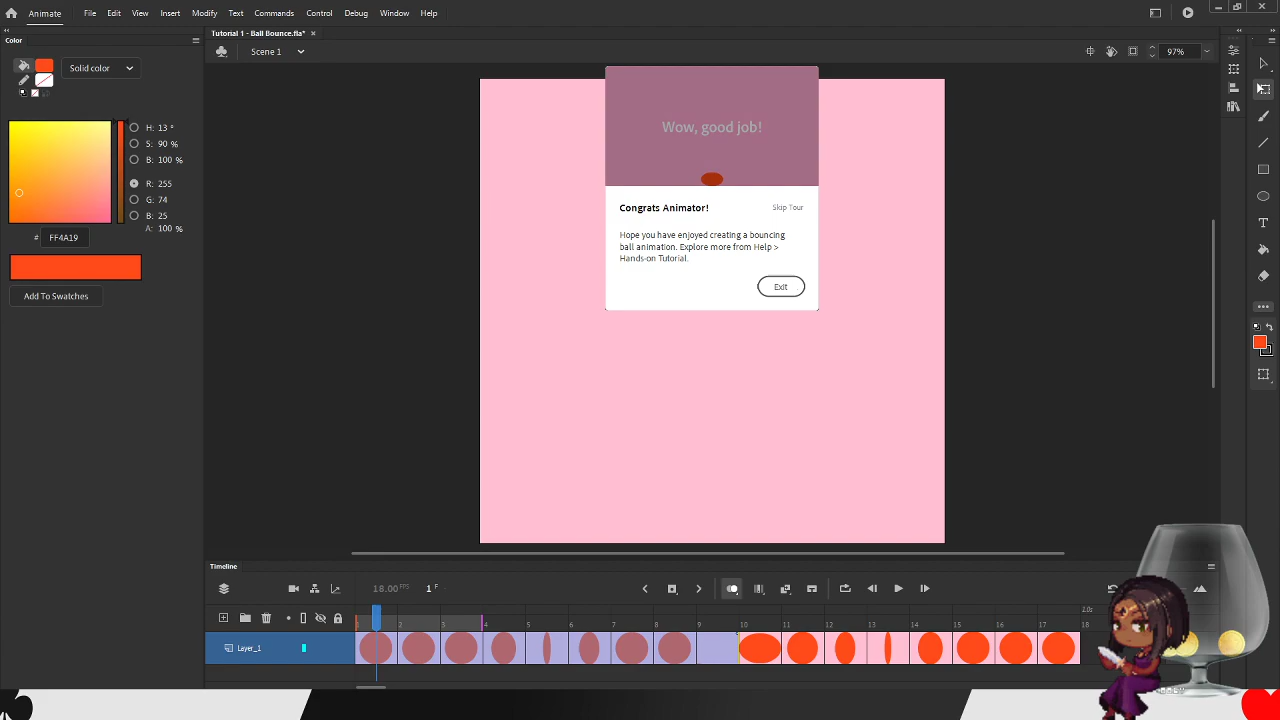 Animate File Edit View Insert Modify Text Commands Control Debug Window Help
Color
Tutorial 1 - Ball Bounce.fla*
Scene 1
97%
Solid color
H: 13 °
S: 90 %
B: 100 %
R: 255
G: 74
B: 25
A: 100 %
# FF4A19
Add To Swatches
Wow, good job!
Congrats Animator!
Skip Tour
Hope you have enjoyed creating a bouncing
ball animation. Explore more from Help >
Hands-on Tutorial.
Exit
Timeline
18.00 FPS 1 F
2.0s
1 2 3 4 5 6 7 8 9 10 11 12 13 14 15 16 17 18
Layer_1